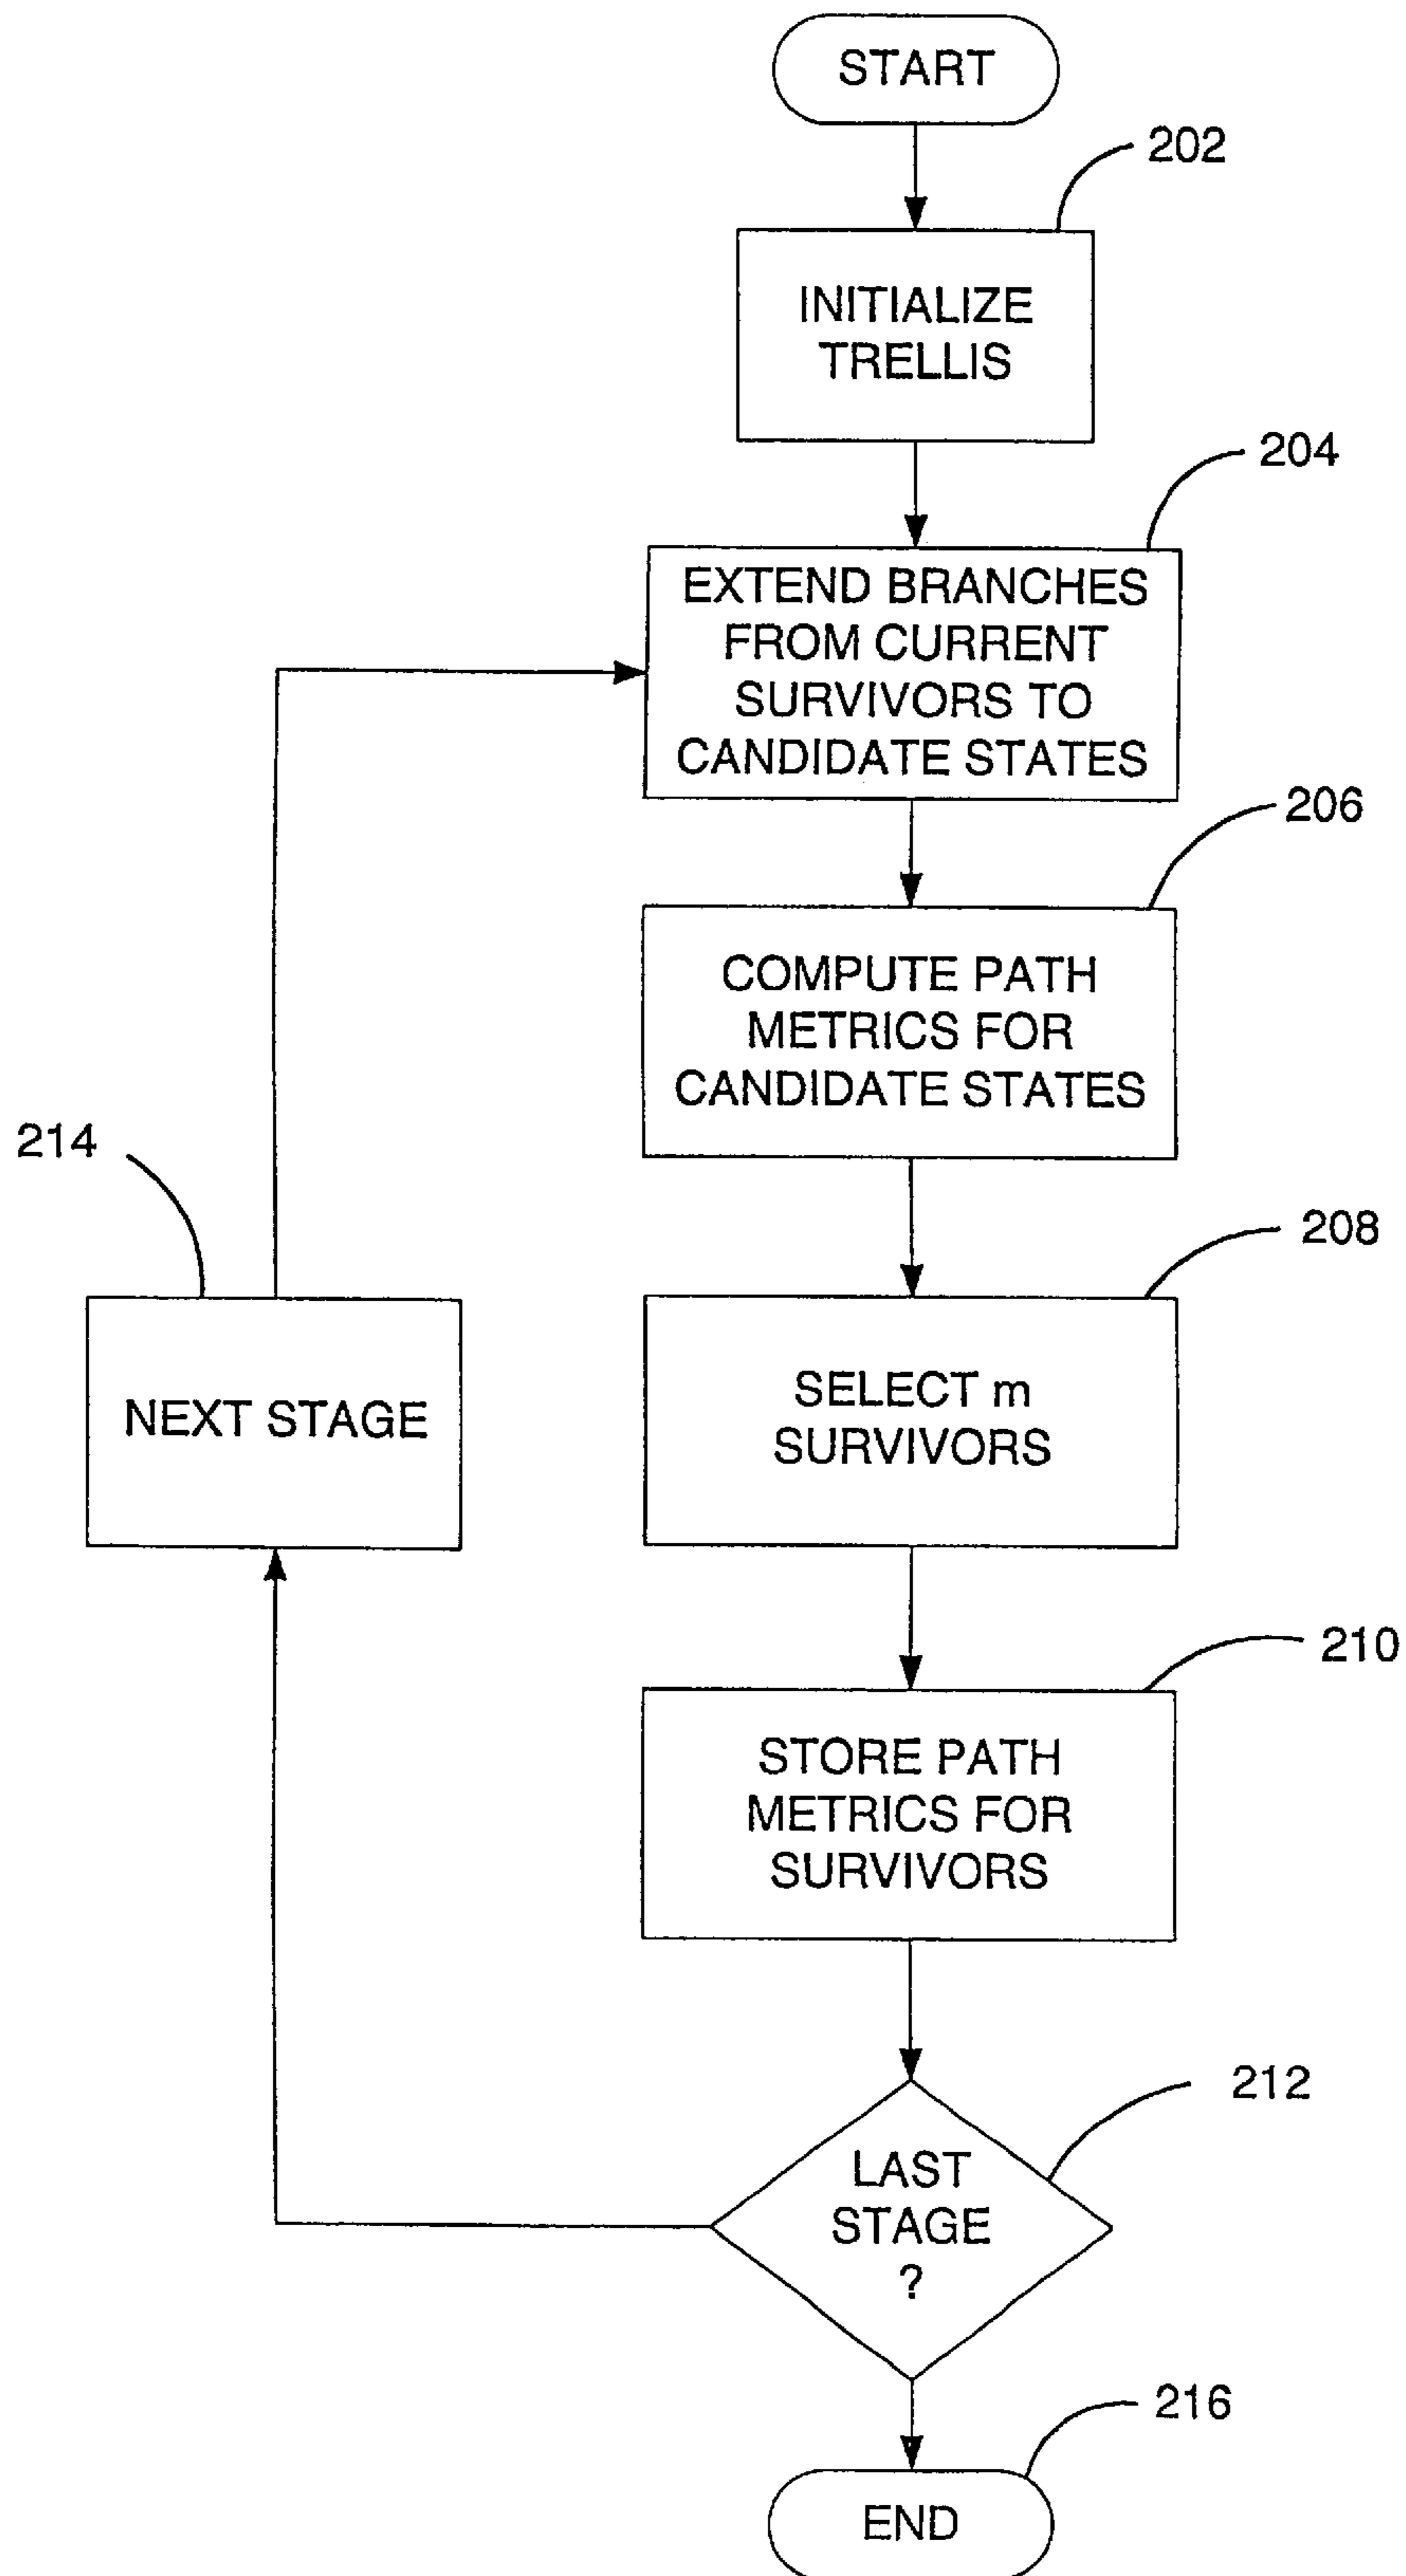 START
202
INITIALIZE
TRELLIS
204
EXTEND BRANCHES
FROM CURRENT
SURVIVORS TO
CANDIDATE STATES
206
COMPUTE PATH
METRICS FOR
CANDIDATE STATES
214
208
NEXT STAGE
SELECT m
SURVIVORS
210
STORE PATH
METRICS FOR
SURVIVORS
212
LAST
STAGE
?
216
END